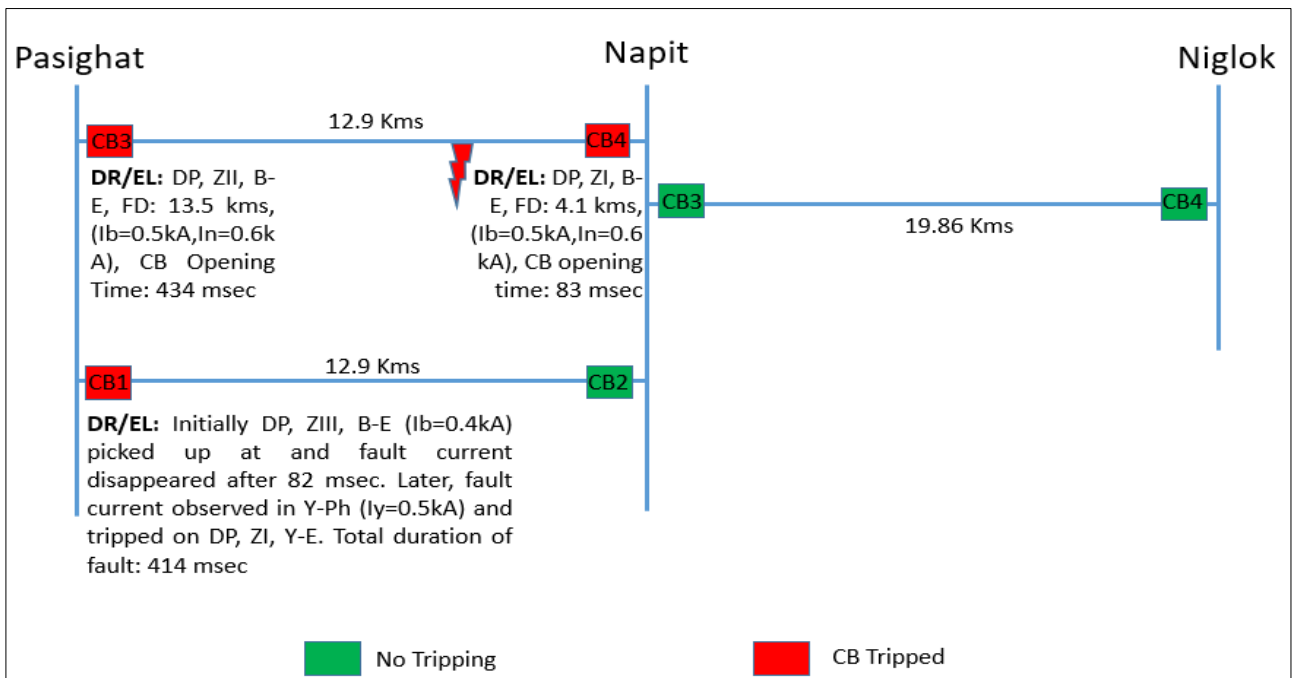 Pasighat
Napit
Niglok
12.9 Kms
CB3
CB4
DR/EL: DP, ZII, B-
E, FD: 13.5 kms,
(Ib=0.5kA,In=0.6k
A), CB Opening
Time: 434 msec
DR/EL: DP, ZI, B-
E, FD: 4.1 kms,
(Ib=0.5kA,In=0.6
kA), CB opening
time: 83 msec
CB3
CB4
19.86 Kms
12.9 Kms
CB1
CB2
DR/EL: Initially DP, ZIII, B-E (Ib=0.4kA)
picked up at and fault current
disappeared after 82 msec. Later, fault
current observed in Y-Ph (Iy=0.5kA) and
tripped on DP, ZI, Y-E. Total duration of
fault: 414 msec
No Tripping
CB Tripped